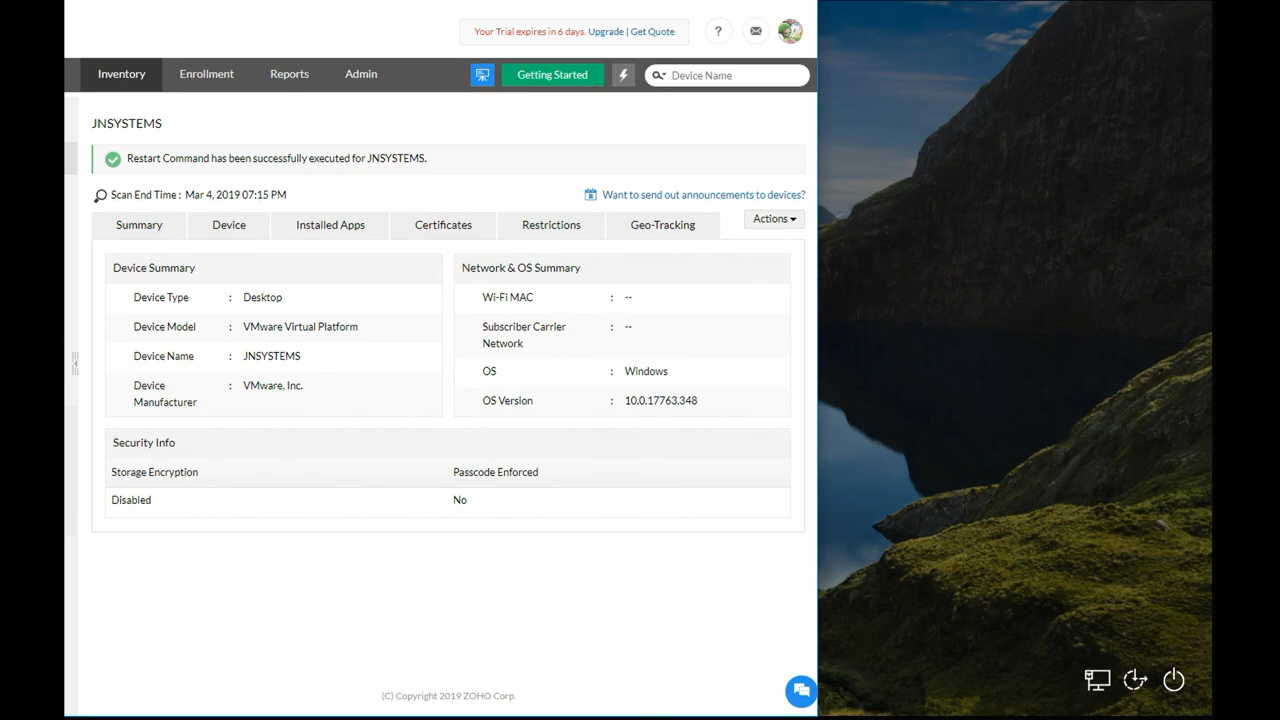 Your Trial expires in 6 days. Upgrade | Get Quote
?
Inventory Enrollment Reports Admin Getting Started Device Name
JNSYSTEMS
Restart Command has been successfully executed for JNSYSTEMS.
Scan End Time : Mar 4, 2019 07:15 PM Want to send out announcements to devices?
Summary Device Installed Apps Certificates Restrictions Geo-Tracking Actions
Device Summary
Device Type : Desktop
Device Model : VMware Virtual Platform
Device Name : JNSYSTEMS
Device : VMware, Inc.
Manufacturer
Network & OS Summary
Wi-Fi MAC : --
Subscriber Carrier : --
Network
OS : Windows
OS Version : 10.0.17763.348
Security Info
Storage Encryption Passcode Enforced
Disabled No
(C) Copyright 2019 ZOHO Corp.